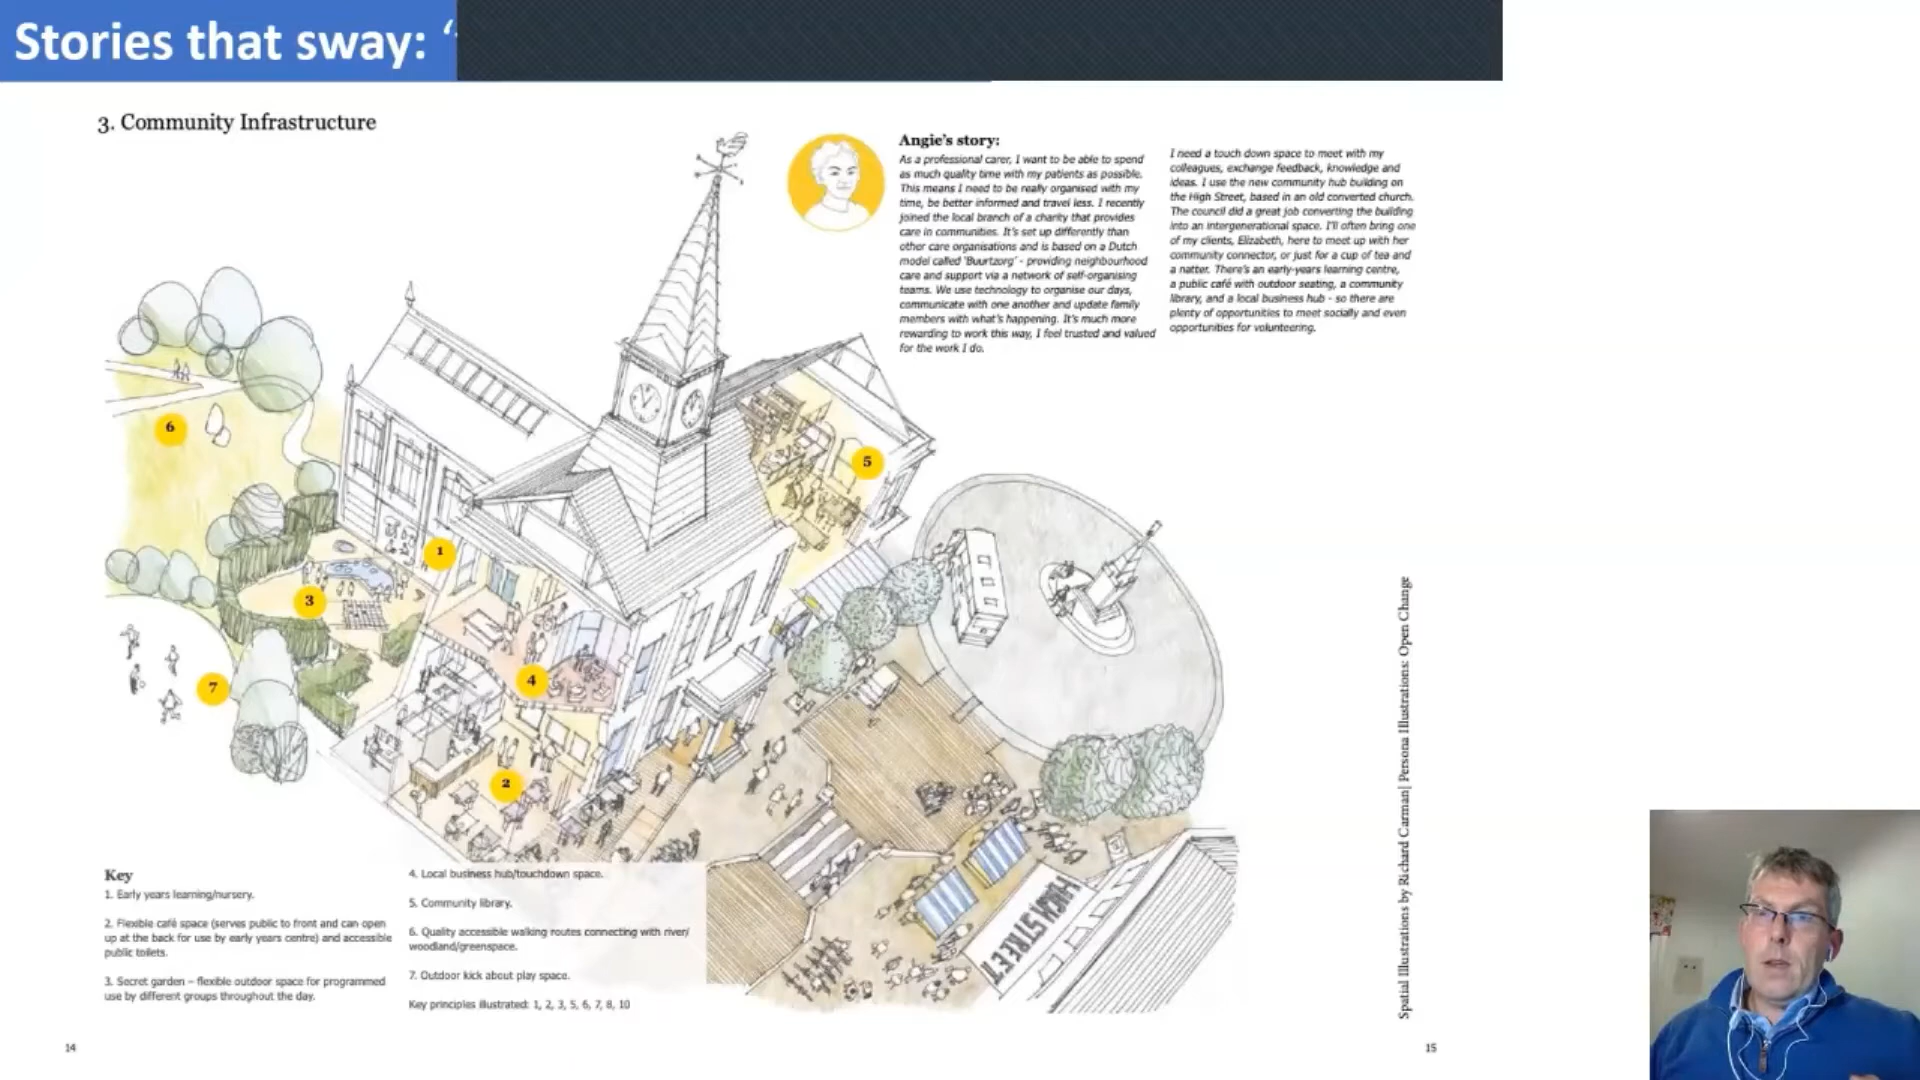 Stories that sway: ‘
3. Community Infrastructure
Angie's story:
As a professional carer, I want to be able to spend
as much quality time with my patients as possible.
This means I need to be really organised with my
time, be better informed and travel less. I recently
joined the local branch of a charity that provides
care in communities. It's set up differently than
other care organisations and is based on a Dutch
model called 'Buurtzorg' - providing neighbourhood
care and support via a network of self-organising
teams. We use technology to organise our days,
communicate with one another and update family
members with what's happening. It's much more
rewarding to work this way, I feel trusted and valued
for the work I do.
I need a touch down space to meet with my
colleagues, exchange feedback, knowledge and
ideas. I use the new community hub building on
the High Street, based in an old converted church.
The council did a great job converting the building
into an intergenerational space. I'll often bring one
of my clients, Elizabeth, here to meet up with her
community connector, or just for a cup of tea and
a natter. There's an early-years learning centre,
a public café with outdoor seating, a community
library, and a local business hub - so there are
plenty of opportunities to meet socially and even
opportunities for volunteering.
6
5
1
3
4
7
2
HIGH STREET
Spatial Illustrations by Richard Carman| Persona Illustrations: Open Change
Key
1. Early years learning/nursery.
2. Flexible café space (serves public to front and can open
up at the back for use by early years centre) and accessible
public toilets.
3. Secret garden – flexible outdoor space for programmed
use by different groups throughout the day.
4. Local business hub/touchdown space.
5. Community library.
6. Quality accessible walking routes connecting with river/
woodland/greenspace.
7. Outdoor kick about play space.
Key principles illustrated: 1, 2, 3, 5, 6, 7, 8, 10
14
15